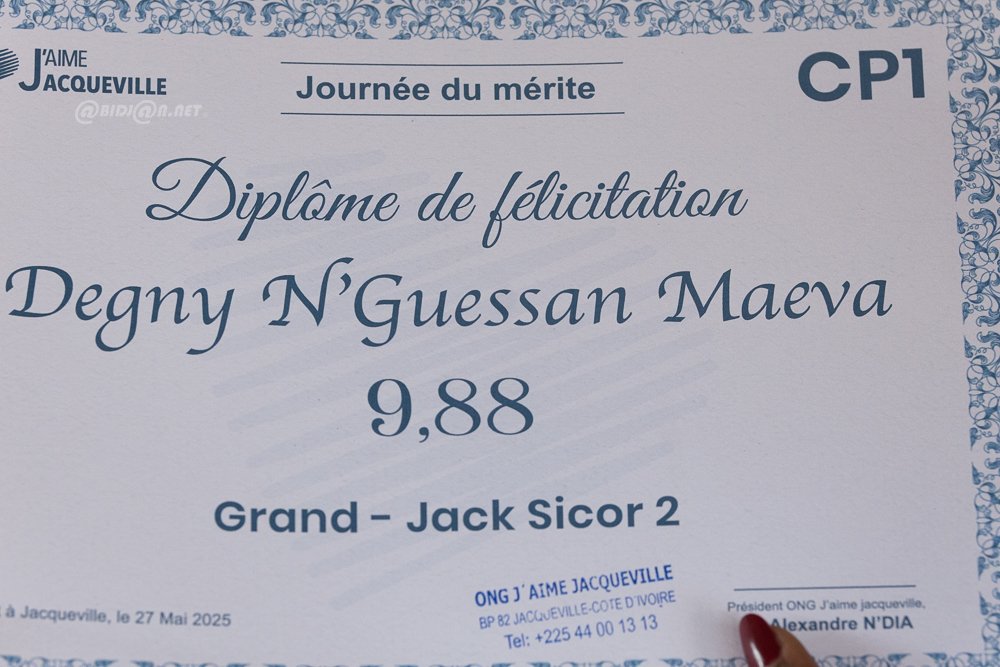 J'AIME
JACQUEVILLE
@BIDJ@N.NET
Journée du mérite
CP1
Diplôme de félicitation
Degny N'Guessan Maeva
9,88
Grand - Jack Sicor 2
à Jacqueville, le 27 Mai 2025
ONG J'AIME JACQUEVILLE
BP 82 JACQUEVILLE-COTE D'IVOIRE
Tel: +225 44 00 13 13
Président ONG J'aime jacqueville,
Alexandre N'DIA